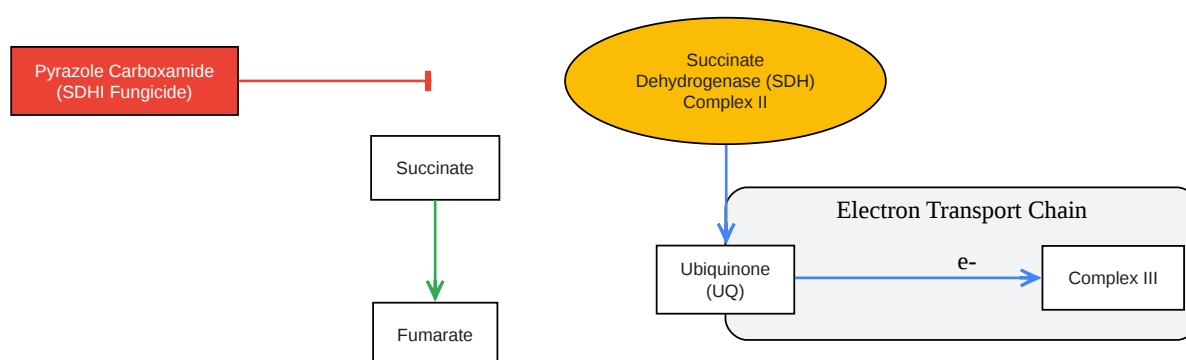 Pyrazole Carboxamide
(SDHI Fungicide)
Succinate
Dehydrogenase (SDH)
Complex II
Succinate
Electron Transport Chain
Ubiquinone
(UQ)
e-
Complex III
Fumarate